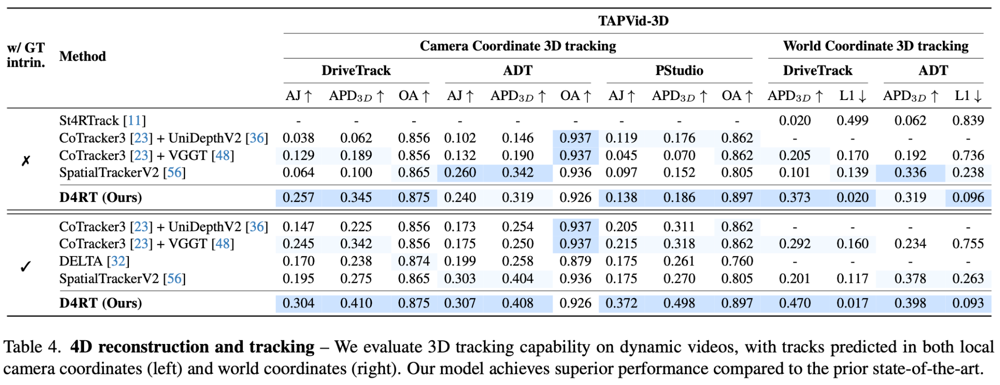 TAPVid-3D
w/ GT intrin. Method Camera Coordinate 3D tracking World Coordinate 3D tracking
DriveTrack ADT PStudio DriveTrack ADT
AJ ↑ APD3D ↑ OA ↑ AJ ↑ APD3D ↑ OA ↑ AJ ↑ APD3D ↑ OA ↑ APD3D ↑ L1 ↓ APD3D ↑ L1 ↓
St4RTrack [11] - - - - - - - - - 0.020 0.499 0.062 0.839
CoTracker3 [23] + UniDepthV2 [36] 0.038 0.062 0.856 0.102 0.146 0.937 0.119 0.176 0.862 - - - -
✗ CoTracker3 [23] + VGGT [48] 0.129 0.189 0.856 0.132 0.190 0.937 0.045 0.070 0.862 0.205 0.170 0.192 0.736
SpatialTrackerV2 [56] 0.064 0.100 0.865 0.260 0.342 0.936 0.097 0.152 0.805 0.101 0.139 0.336 0.238
D4RT (Ours) 0.257 0.345 0.875 0.240 0.319 0.926 0.138 0.186 0.897 0.373 0.020 0.319 0.096
CoTracker3 [23] + UniDepthV2 [36] 0.147 0.225 0.856 0.173 0.254 0.937 0.205 0.311 0.862 - - - -
CoTracker3 [23] + VGGT [48] 0.245 0.342 0.856 0.175 0.250 0.937 0.215 0.318 0.862 0.292 0.160 0.234 0.755
✓ DELTA [32] 0.170 0.238 0.874 0.199 0.258 0.879 0.175 0.261 0.760 - - - -
SpatialTrackerV2 [56] 0.195 0.275 0.865 0.303 0.404 0.936 0.175 0.270 0.805 0.201 0.117 0.378 0.263
D4RT (Ours) 0.304 0.410 0.875 0.307 0.408 0.926 0.372 0.498 0.897 0.470 0.017 0.398 0.093
Table 4. 4D reconstruction and tracking – We evaluate 3D tracking capability on dynamic videos, with tracks predicted in both local
camera coordinates (left) and world coordinates (right). Our model achieves superior performance compared to the prior state-of-the-art.